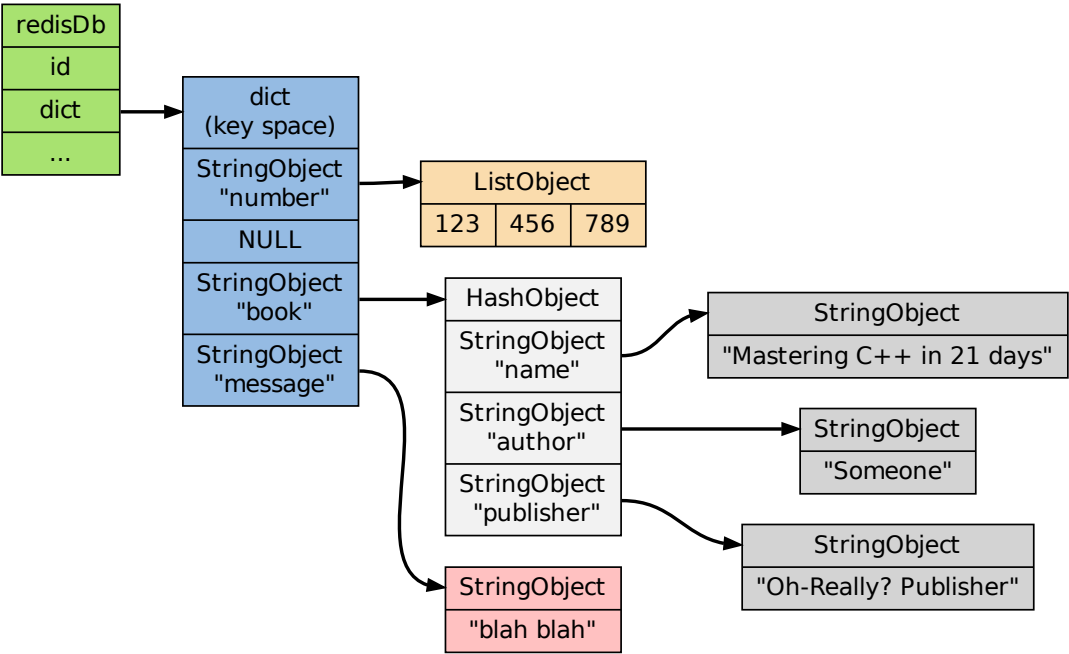 redisDb
id
dict
...
dict
(key space)
StringObject
"number"
NULL
StringObject
"book"
StringObject
"message"
ListObject
123 456 789
HashObject
StringObject
"name"
StringObject
"author"
StringObject
"publisher"
StringObject
"Mastering C++ in 21 days"
StringObject
"Someone"
StringObject
"Oh-Really? Publisher"
StringObject
"blah blah"